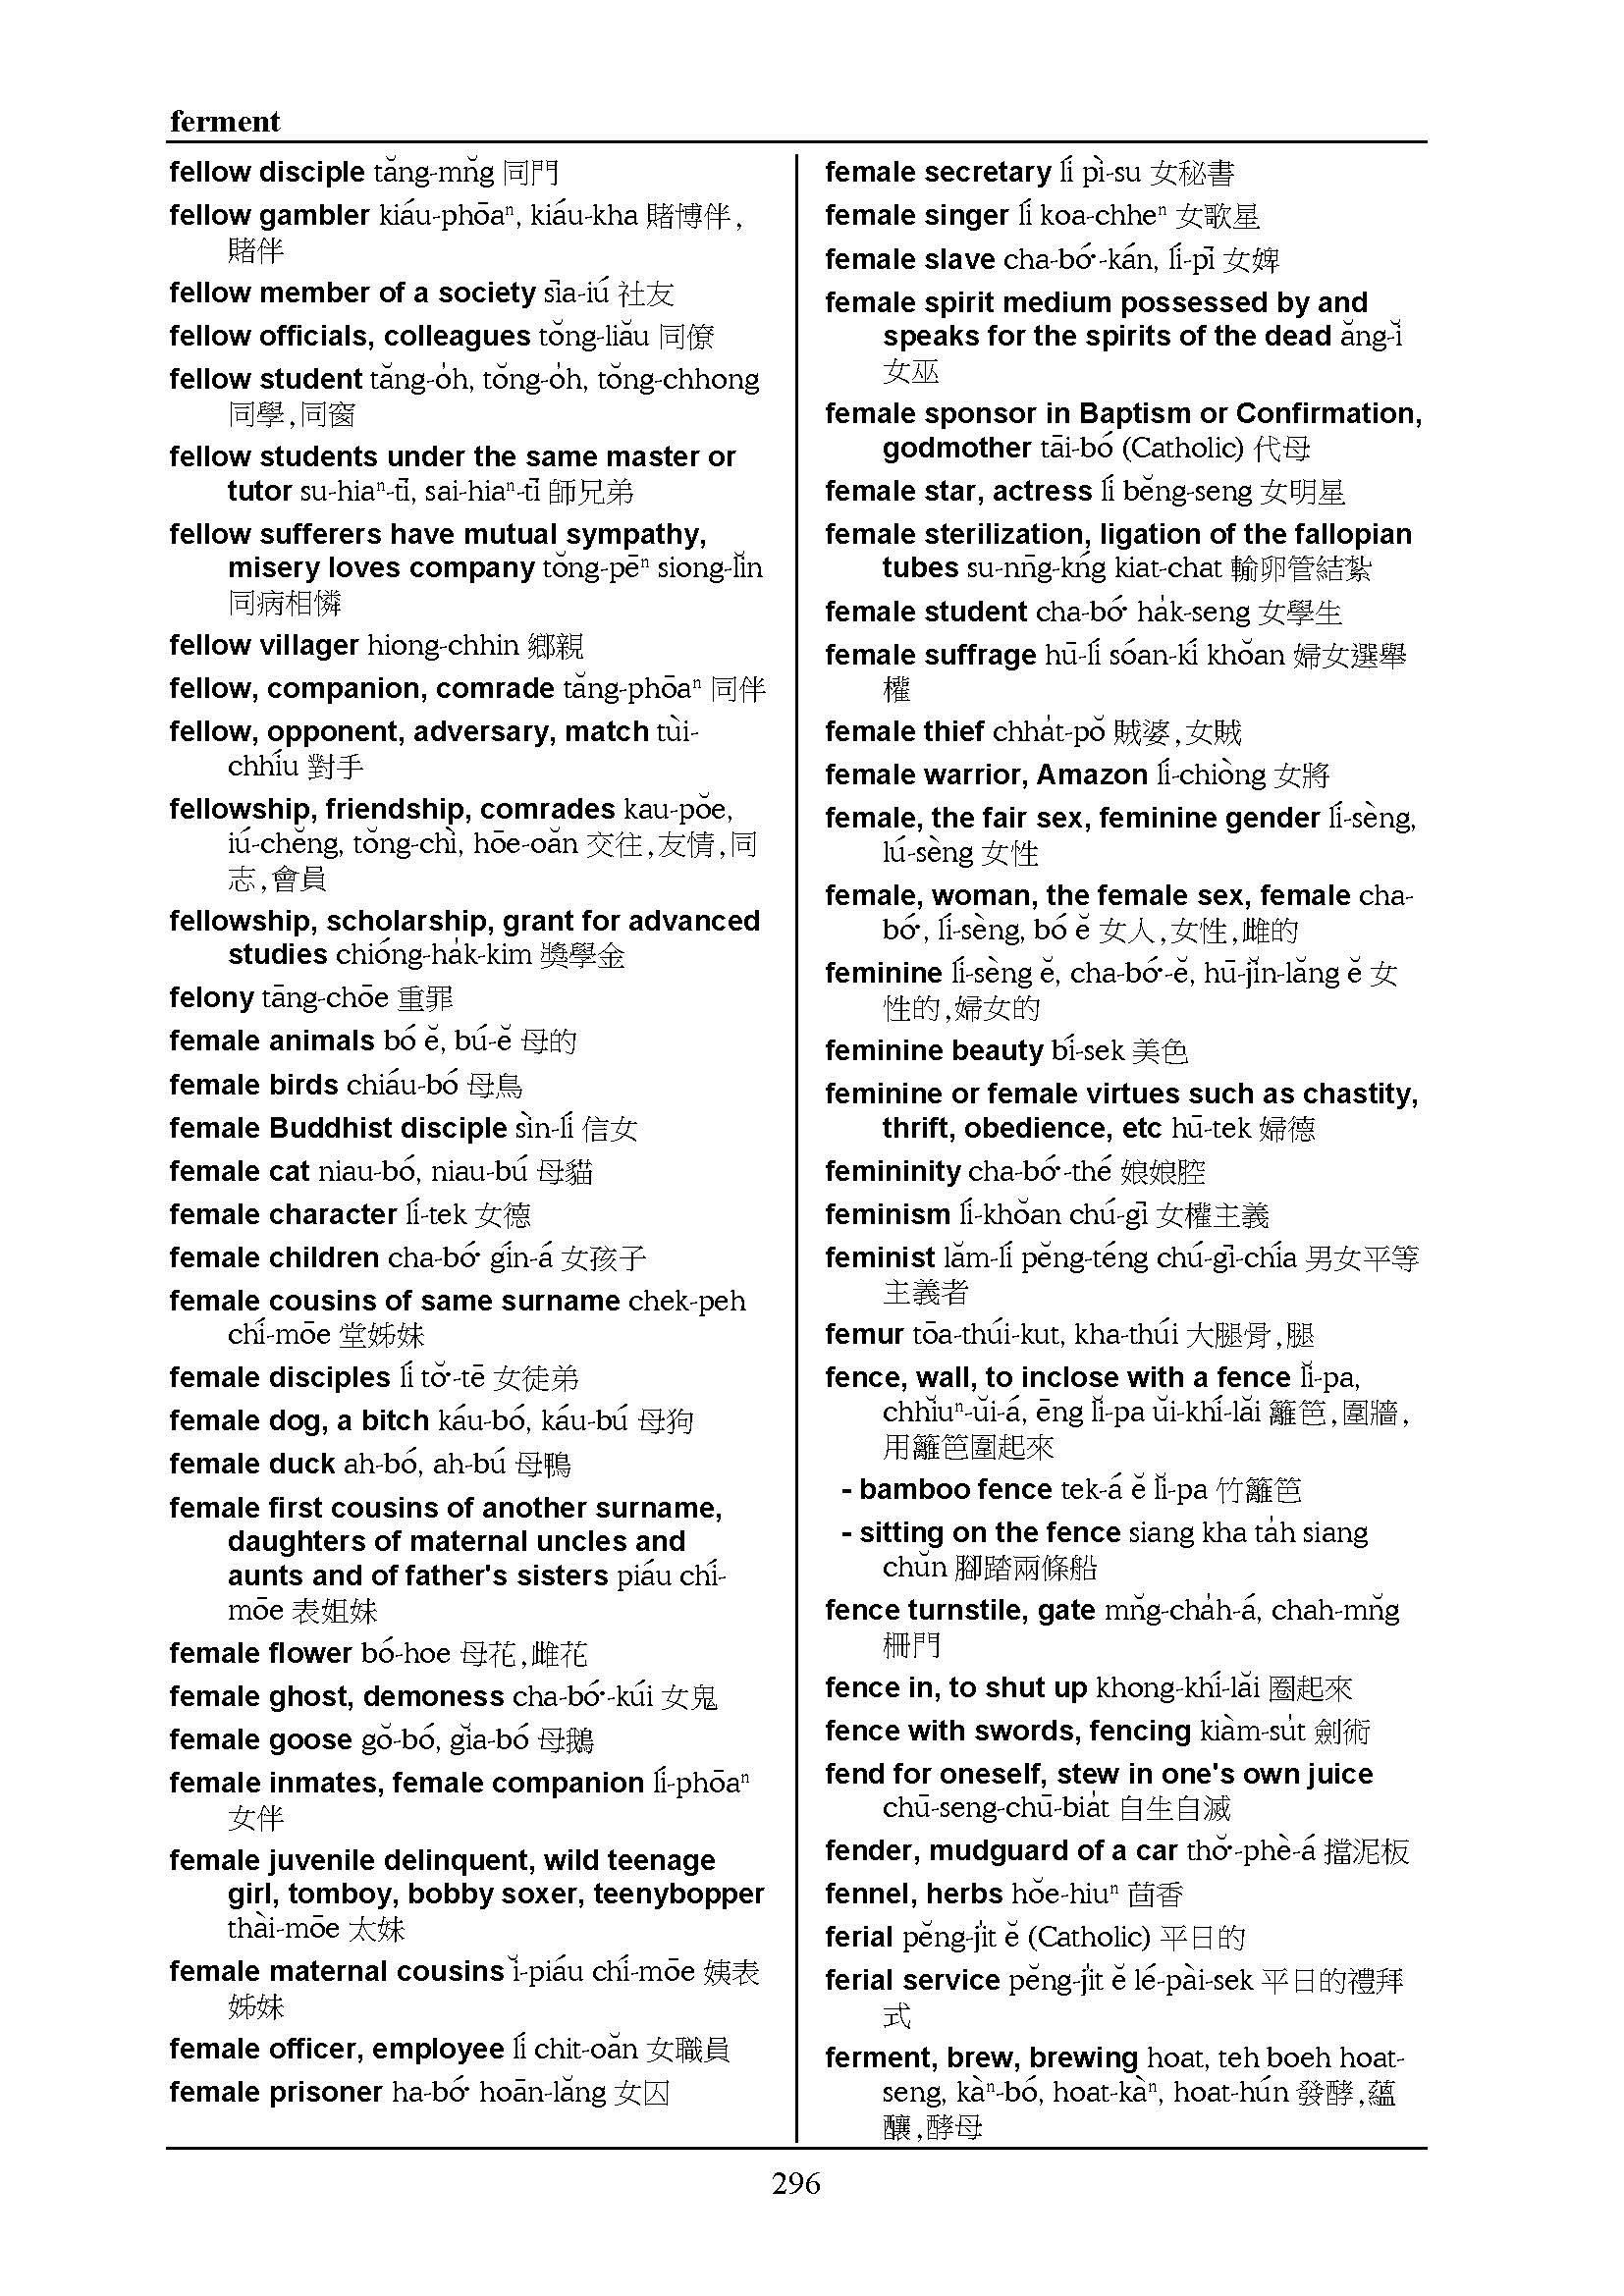 ferment
fellow disciple tăng-mn̆g 同門
fellow gambler kiáu-phōaⁿ, kiáu-kha 賭博伴,
賭伴
fellow member of a society sīa-iú 社友
fellow officials, colleagues tŏng-liău 同僚
fellow student tăng-o̍h, tŏng-o̍h, tŏng-chhong
同學,同窗
fellow students under the same master or
tutor su-hiaⁿ-tī, sai-hiaⁿ-tī 師兄弟
fellow sufferers have mutual sympathy,
misery loves company tŏng-pēⁿ siong-lĭn
同病相憐
fellow villager hiong-chhin 鄉親
fellow, companion, comrade tăng-phōaⁿ 同伴
fellow, opponent, adversary, match tùi-
chhíu 對手
fellowship, friendship, comrades kau-pŏe,
iú-chĕng, tŏng-chì, hōe-oăn 交往,友情,同
志,會員
fellowship, scholarship, grant for advanced
studies chióng-ha̍k-kim 獎學金
felony tāng-chōe 重罪
female animals bó ĕ, bú-ĕ 母的
female birds chiáu-bó 母鳥
female Buddhist disciple sìn-lí 信女
female cat niau-bó, niau-bú 母貓
female character lí-tek 女德
female children cha-bó͘ gín-á 女孩子
female cousins of same surname chek-peh
chí-mōe 堂姊妹
female disciples lí tŏ͘-tē 女徒弟
female dog, a bitch káu-bó, káu-bú 母狗
female duck ah-bó, ah-bú 母鴨
female first cousins of another surname,
daughters of maternal uncles and
aunts and of father's sisters piáu chí-
mōe 表姐妹
female flower bó-hoe 母花,雌花
female ghost, demoness cha-bó͘-kúi 女鬼
female goose gŏ-bó, gĭa-bó 母鵝
female inmates, female companion lí-phōaⁿ
女伴
female juvenile delinquent, wild teenage
girl, tomboy, bobby soxer, teenybopper
thài-mōe 太妹
female maternal cousins ĭ-piáu chí-mōe 姨表
姊妹
female officer, employee lí chit-oăn 女職員
female prisoner ha-bó͘ hoān-lăng 女囚
female secretary lí pì-su 女秘書
female singer lí koa-chheⁿ 女歌星
female slave cha-bó͘-kán, lí-pī 女婢
female spirit medium possessed by and
speaks for the spirits of the dead ăng-ĭ
女巫
female sponsor in Baptism or Confirmation,
godmother tāi-bó (Catholic) 代母
female star, actress lí bĕng-seng 女明星
female sterilization, ligation of the fallopian
tubes su-nn̄g-kńg kiat-chat 輸卵管結紮
female student cha-bó͘ ha̍k-seng 女學生
female suffrage hū-lí sóan-kí khŏan 婦女選舉
權
female thief chha̍t-pŏ 賊婆,女賊
female warrior, Amazon lí-chiòng 女將
female, the fair sex, feminine gender lí-sèng,
lú-sèng 女性
female, woman, the female sex, female cha-
bó͘, lí-sèng, bó ĕ 女人,女性,雌的
feminine lí-sèng ĕ, cha-bó͘-ĕ, hū-jĭn-lăng ĕ 女
性的,婦女的
feminine beauty bí-sek 美色
feminine or female virtues such as chastity,
thrift, obedience, etc hū-tek 婦德
femininity cha-bó͘-thé 娘娘腔
feminism lí-khŏan chú-gī 女權主義
feminist lăm-lí pĕng-téng chú-gī-chía 男女平等
主義者
femur tōa-thúi-kut, kha-thúi 大腿骨,腿
fence, wall, to inclose with a fence lĭ-pa,
chhĭuⁿ-ŭi-á, ēng lĭ-pa ŭi-khí-lăi 籬笆,圍牆,
用籬笆圍起來
- bamboo fence tek-á ĕ lĭ-pa 竹籬笆
- sitting on the fence siang kha ta̍h siang
chŭn 腳踏兩條船
fence turnstile, gate mn̆g-cha̍h-á, chah-mn̆g
柵門
fence in, to shut up khong-khí-lăi 圈起來
fence with swords, fencing kiàm-su̍t 劍術
fend for oneself, stew in one's own juice
chū-seng-chū-bia̍t 自生自滅
fender, mudguard of a car thŏ͘-phè-á 擋泥板
fennel, herbs hŏe-hiuⁿ 茴香
ferial pĕng-ji̍t ĕ (Catholic) 平日的
ferial service pĕng-ji̍t ĕ lé-pài-sek 平日的禮拜
式
ferment, brew, brewing hoat, teh boeh hoat-
seng, kàⁿ-bó, hoat-kàⁿ, hoat-hún 發酵,蘊
釀,酵母
296